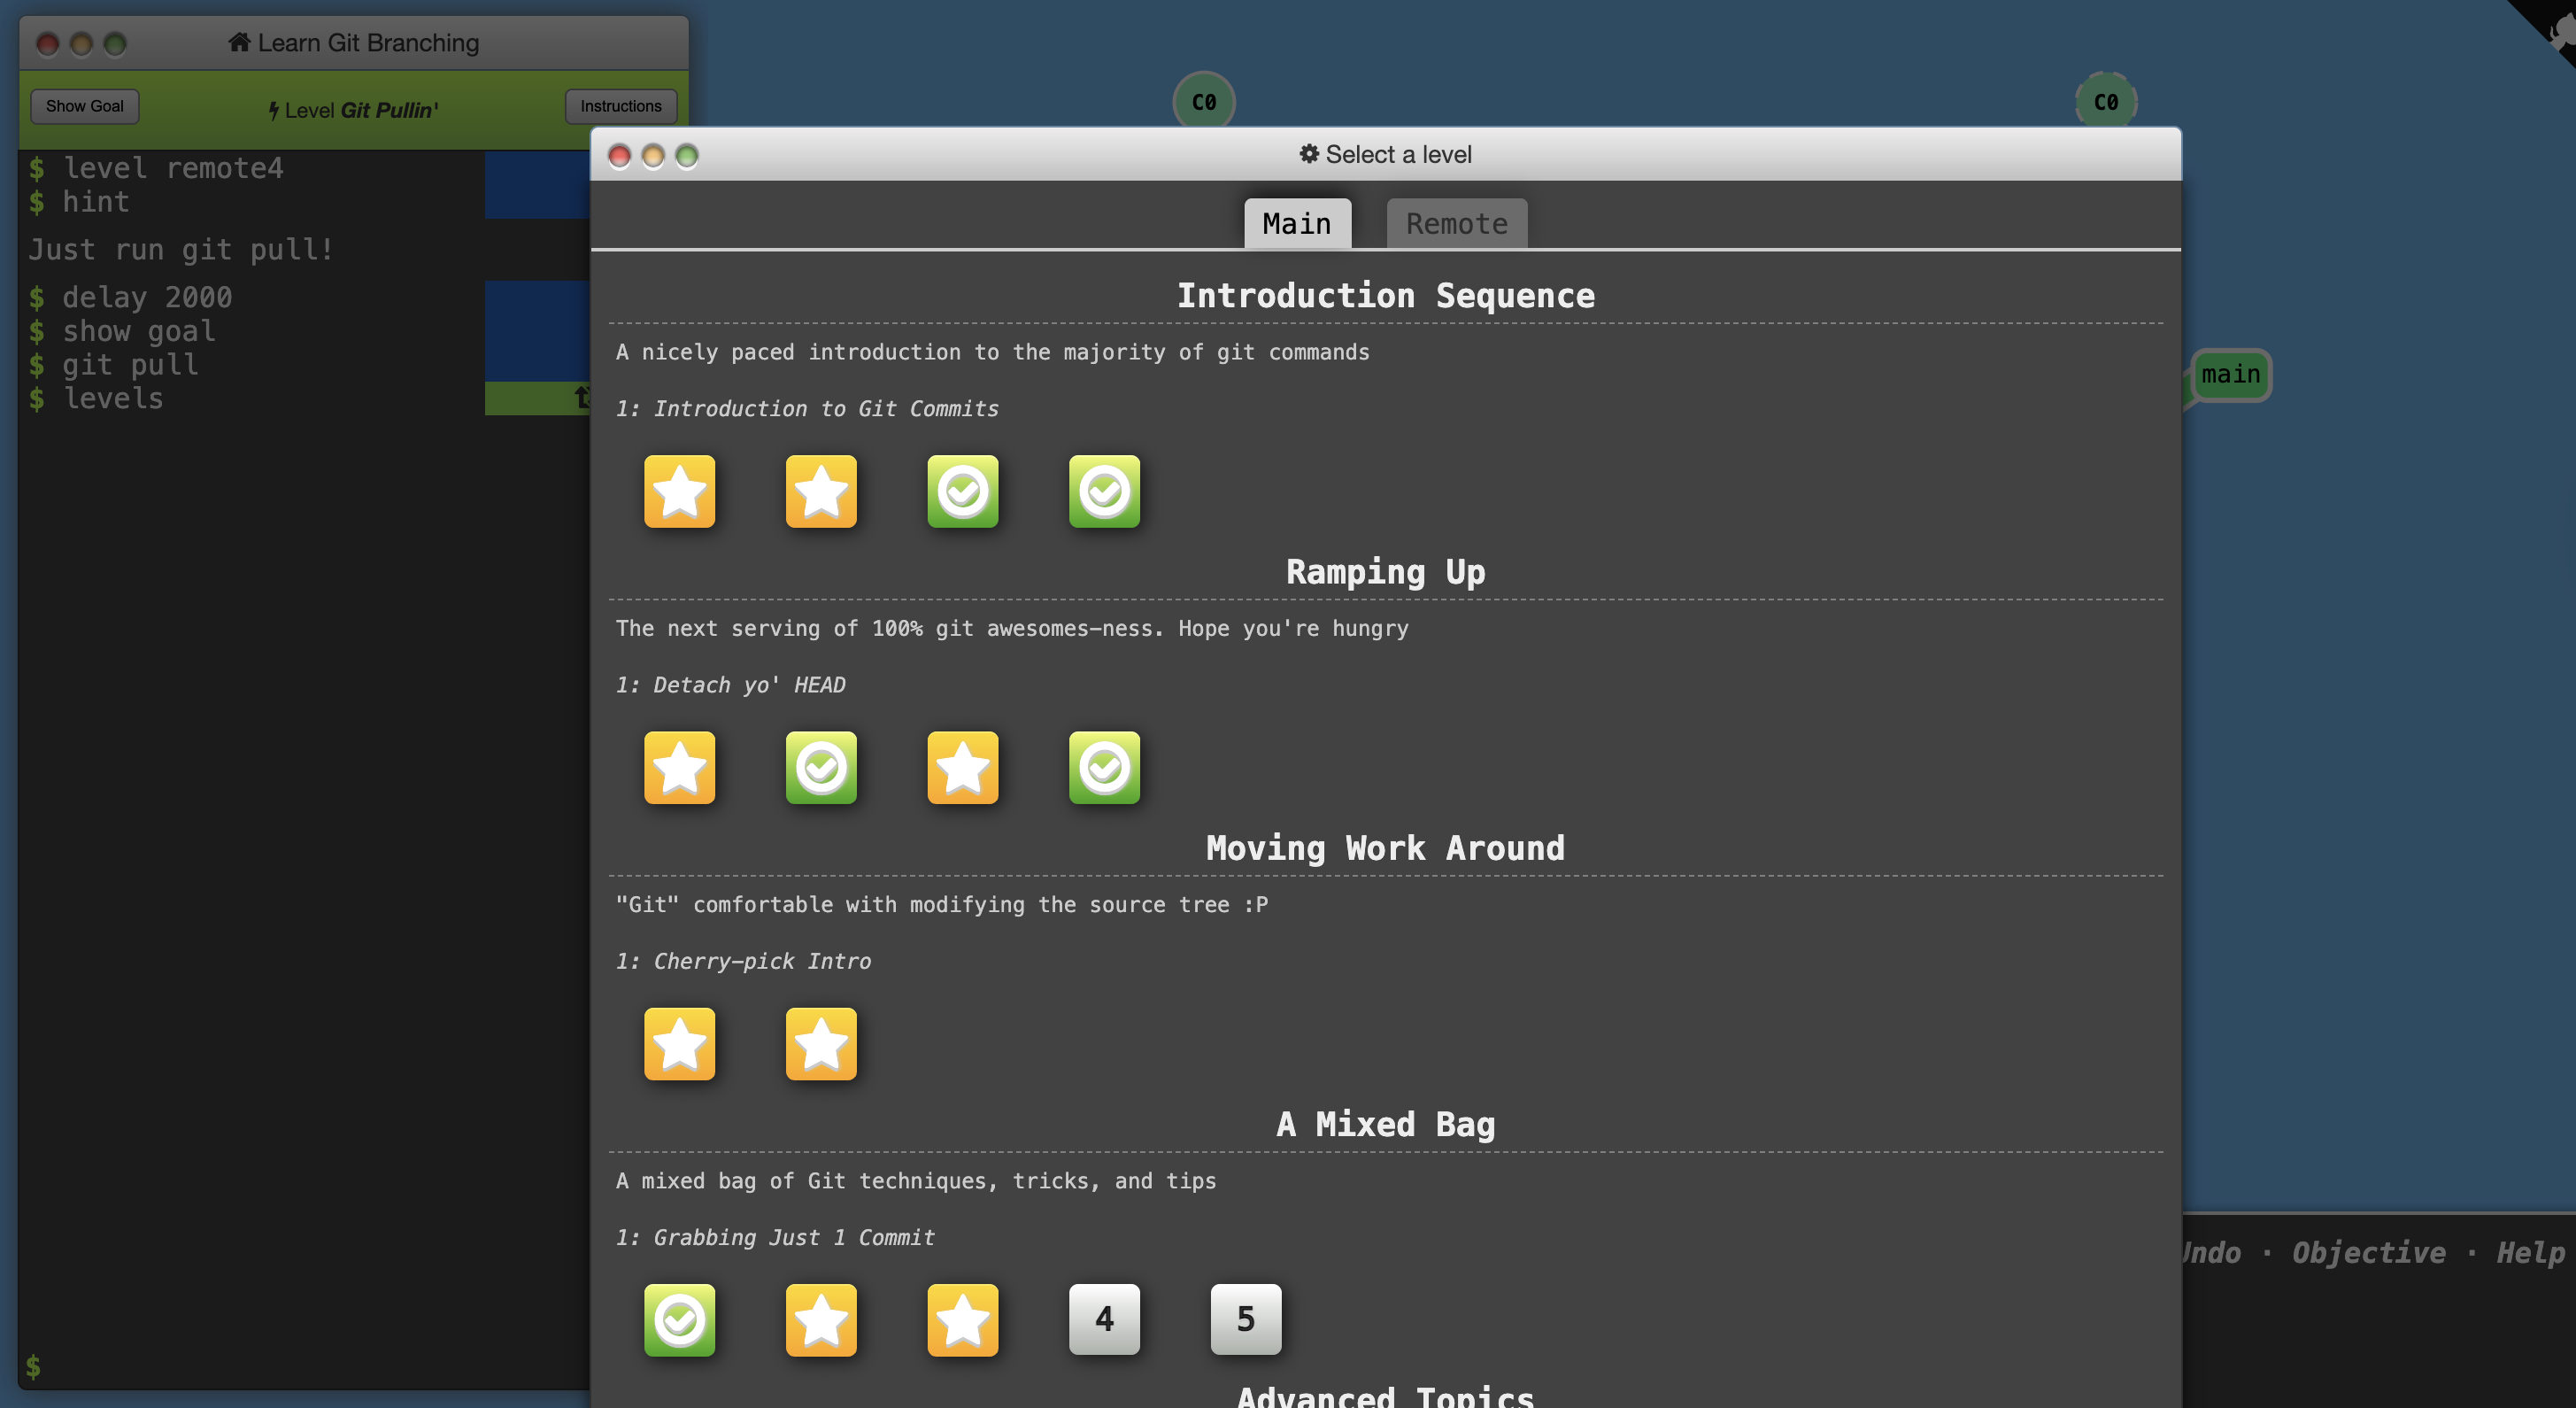 Learn Git Branching
Show Goal
Level Git Pullin'
Instructions
$ level remote4
$ hint
Just run git pull!
$ delay 2000
$ show goal
$ git pull
$ levels
$
C0
C0
main
Select a level
Main
Remote
Introduction Sequence
A nicely paced introduction to the majority of git commands
1: Introduction to Git Commits
Ramping Up
The next serving of 100% git awesomes-ness. Hope you're hungry
1: Detach yo' HEAD
Moving Work Around
"Git" comfortable with modifying the source tree :P
1: Cherry-pick Intro
A Mixed Bag
A mixed bag of Git techniques, tricks, and tips
1: Grabbing Just 1 Commit
4 5
Advanced Topics
Undo · Objective · Help